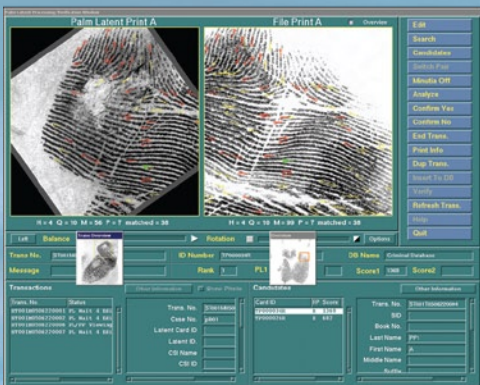 Palm Latent Print A
File Print A
Overview
Edit
Search
Candidates
Switch Pair
Minutia Off
Analyze
Confirm Yes
Confirm No
End Trans.
Print Info
Dup Trans.
Insert To DB
Verify
Refresh Trans.
Help
Quit
H = 4 Q = 10 M = 56 P = T matched = 38
H = 4 Q = 10 M = 99 P = T matched = 38
Left
Balance
Rotation
Options
Trans No.
ID Number
DB Name
Criminal Database
Message
Rank
PL1
Score1
1368
Score2
Transactions
Other Information
Candidates
Other Information
Trans. No.
Status
Trans. No.
Case No.
Latent Card ID
Latent ID.
CSI Name
CSI ID
Card ID
FP
Score
1368
667
Trans. No.
SID
Book No.
Last Name
First Name
A
Middle Name
Suffix